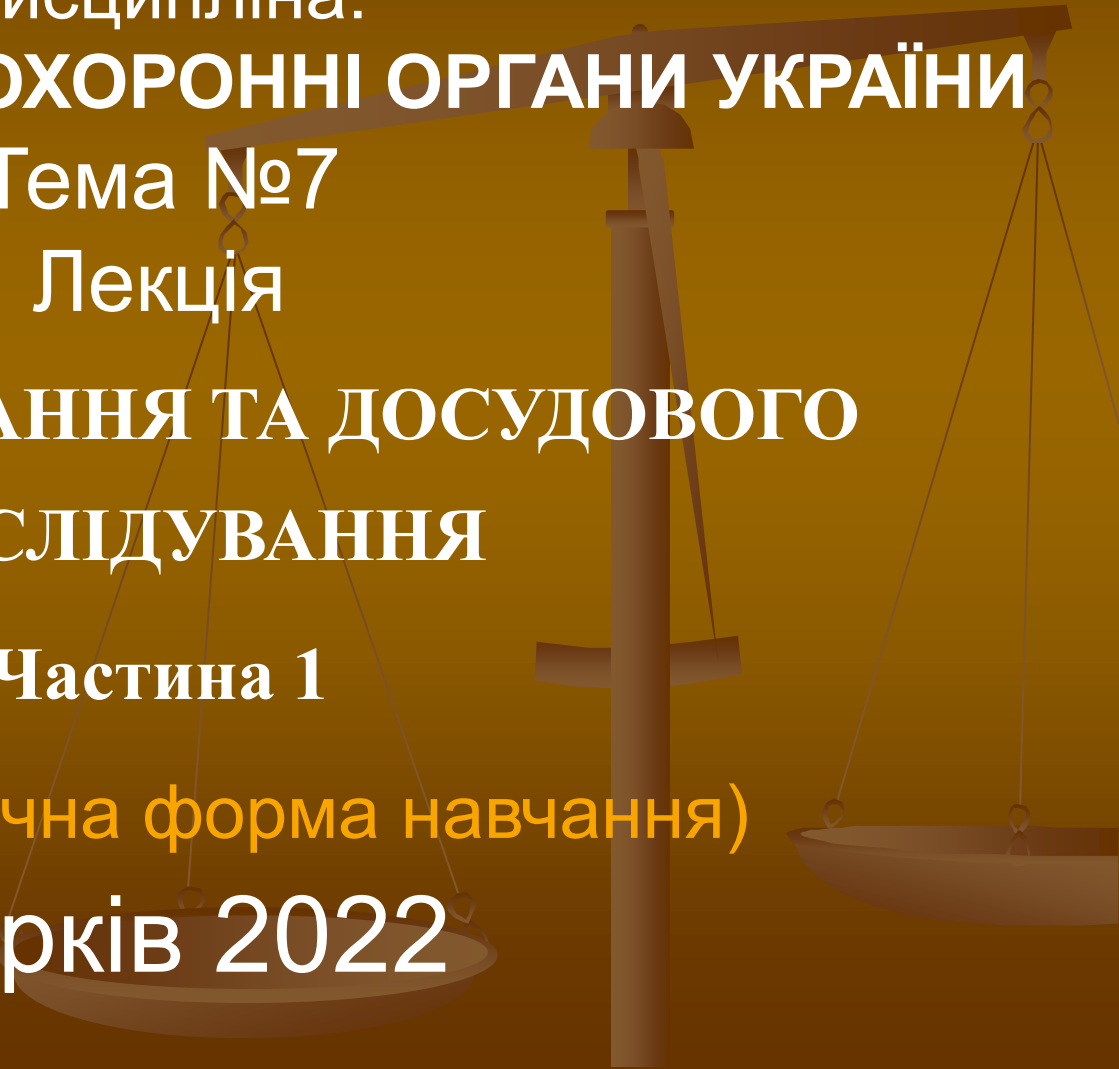 исципліна:
ОХОРОННІ ОРГАНИ УКРАЇНИ
Тема №7
Лекція
АННЯ ТА ДОСУДОВОГО
СЛІДУВАННЯ
Частина 1
чна форма навчання)
рків 2022